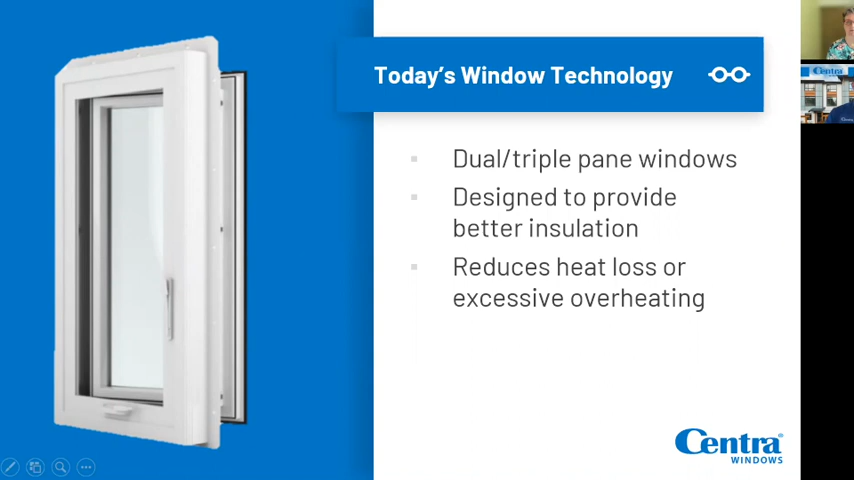 Today's Window Technology
Dual/triple pane windows
Designed to provide
better insulation
Reduces heat loss or
excessive overheating
Centra
WINDOWS
Centra